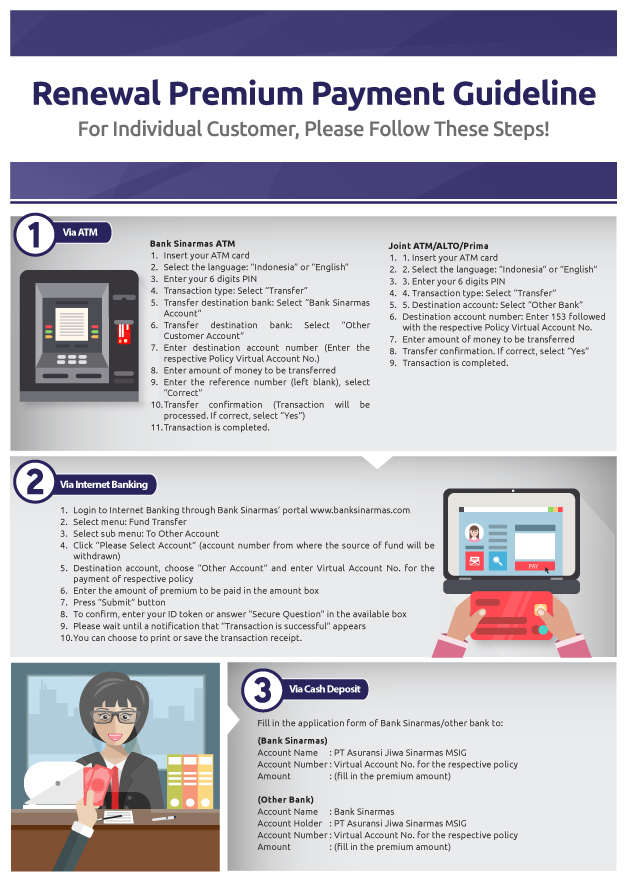 Renewal Premium Payment Guideline
For Individual Customer, Please Follow These Steps!
1 Via ATM
Bank Sinarmas ATM
1. Insert your ATM card
2. Select the language: "Indonesia" or "English"
3. Enter your 6 digits PIN
4. Transaction type: Select "Transfer"
5. Transfer destination bank: Select "Bank Sinarmas
Account"
6. Transfer destination bank: Select "Other
Customer Account"
7. Enter destination account number (Enter the
respective Policy Virtual Account No.)
8. Enter amount of money to be transferred
9. Enter the reference number (left blank), select
"Correct"
10.Transfer confirmation (Transaction will be
processed. If correct, select "Yes")
11.Transaction is completed.
Joint ATM/ALTO/Prima
1. 1. Insert your ATM card
2. 2. Select the language: "Indonesia" or "English"
3. 3. Enter your 6 digits PIN
4. 4. Transaction type: Select "Transfer"
5. 5. Destination account: Select "Other Bank"
6. Destination account number: Enter 153 followed
with the respective Policy Virtual Account No.
7. Enter amount of money to be transferred
8. Transfer confirmation. If correct, select "Yes"
9. Transaction is completed.
2 Via Internet Banking
1. Login to Internet Banking through Bank Sinarmas' portal www.banksinarmas.com
2. Select menu: Fund Transfer
3. Select sub menu: To Other Account
4. Click "Please Select Account" (account number from where the source of fund will be
withdrawn)
5. Destination account, choose "Other Account" and enter Virtual Account No. for the
payment of respective policy
6. Enter the amount of premium to be paid in the amount box
7. Press "Submit" button
8. To confirm, enter your ID token or answer "Secure Question" in the available box
9. Please wait until a notification that "Transaction is successful" appears
10.You can choose to print or save the transaction receipt.
PAY
3 Via Cash Deposit
Fill in the application form of Bank Sinarmas/other bank to:
(Bank Sinarmas)
Account Name : PT Asuransi Jiwa Sinarmas MSIG
Account Number : Virtual Account No. for the respective policy
Amount : (fill in the premium amount)
(Other Bank)
Account Name : Bank Sinarmas
Account Holder : PT Asuransi Jiwa Sinarmas MSIG
Account Number : Virtual Account No. for the respective policy
Amount : (fill in the premium amount)